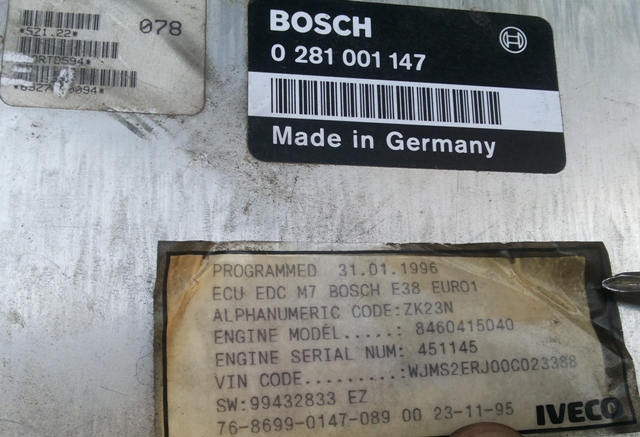 078
*SZ1.22*
BOSCH
0 281 001 147
Made in Germany
PROGRAMMED 31.01.1996
ECU EDC M7 BOSCH E38 EURO1
ALPHANUMERIC CODE:ZK23N
ENGINE MODEL.....: 8460415040
ENGINE SERIAL NUM: 451145
VIN CODE.........:WJMS2ERJ00C023388
SW:99432833 EZ
76-8699-0147-089 00 23-11-95
IVECO